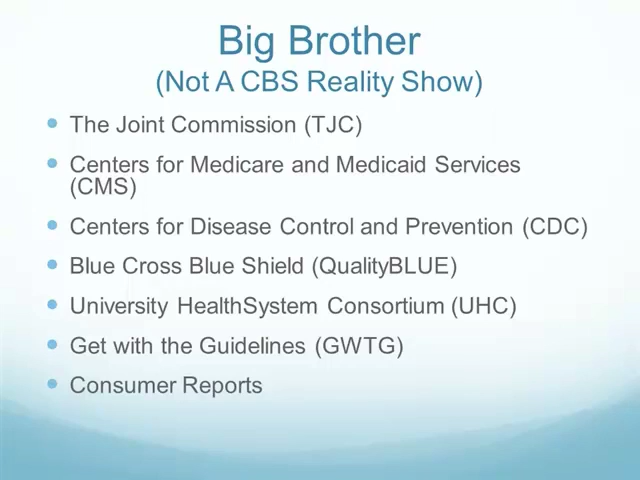 Big Brother
(Not A CBS Reality Show)
The Joint Commission (TJC)
Centers for Medicare and Medicaid Services
(CMS)
Centers for Disease Control and Prevention (CDC)
Blue Cross Blue Shield (QualityBLUE)
University HealthSystem Consortium (UHC)
Get with the Guidelines (GWTG)
Consumer Reports